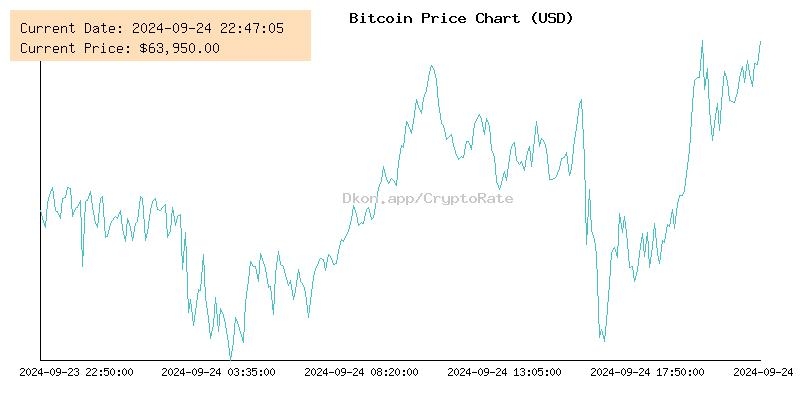 Bitcoin Price Chart (USD)
Current Date: 2024-09-24 22:47:05
Current Price: $63,950.00
Dkon.app/CryptoRate
2024-09-23 22:50:00
2024-09-24 03:35:00
2024-09-24 08:20:00
2024-09-24 13:05:00
2024-09-24 17:50:00
2024-09-24